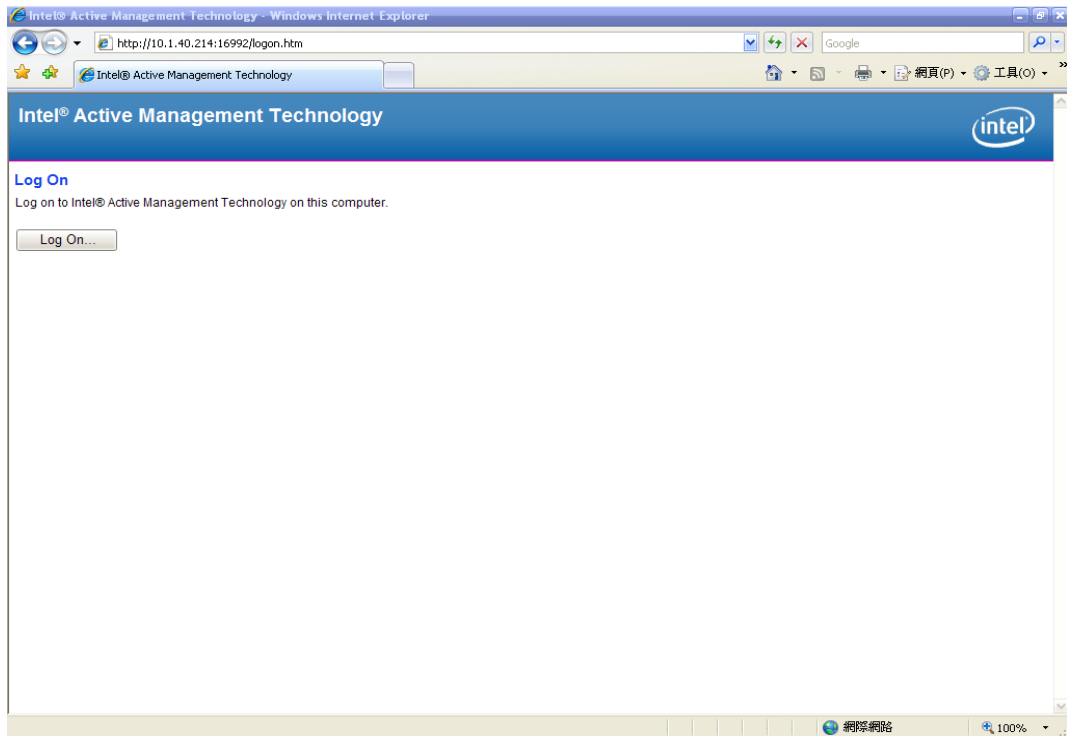 Intel® Active Management Technology - Windows Internet Explorer
http://10.1.40.214:16992/logon.htm
Google
Intel® Active Management Technology
網頁(P)
工具(O)
Intel® Active Management Technology
intel
Log On
Log on to Intel® Active Management Technology on this computer.
Log On...
網際網路
100%